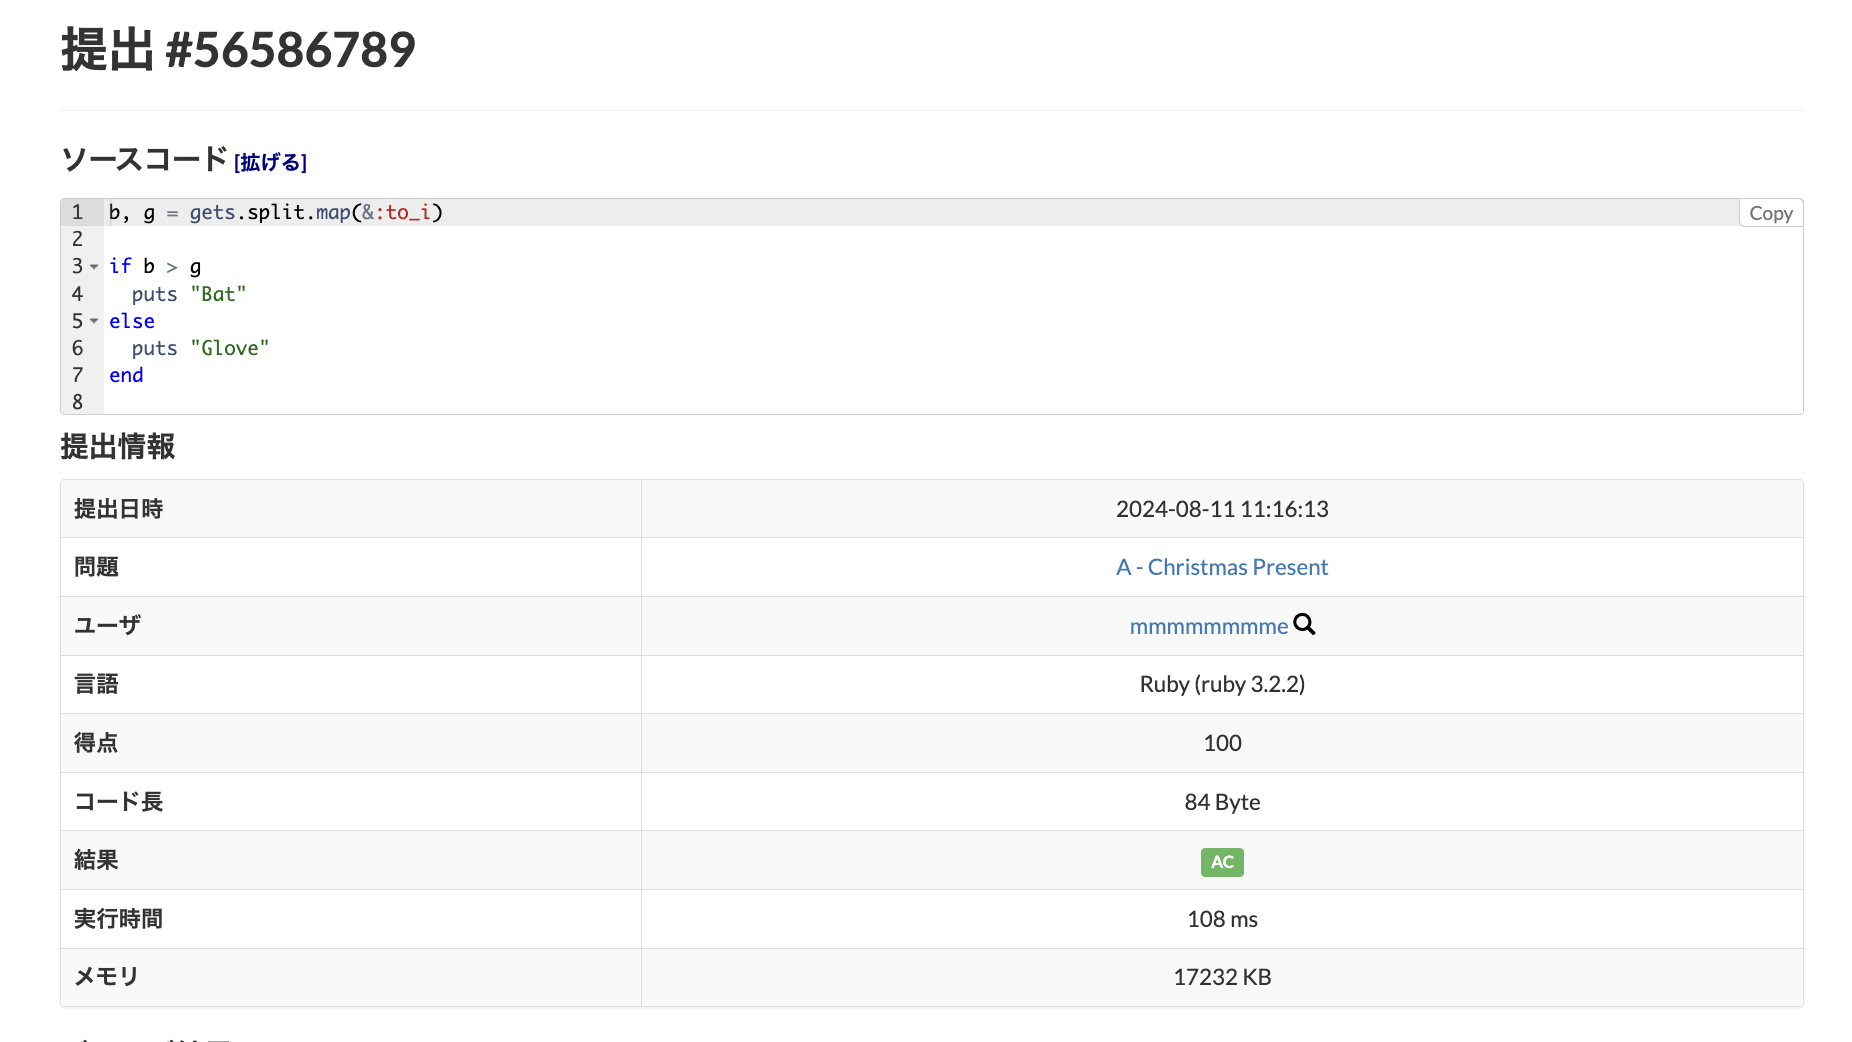 提出 #56586789
ソースコード [拡げる]
1 b, g = gets.split.map(&:to_i)
Copy
2
3 if b > g
4 puts "Bat"
5 else
6 puts "Glove"
7 end
8
提出情報
提出日時 2024-08-11 11:16:13
問題 A - Christmas Present
ユーザ mmmmmmmme
言語 Ruby (ruby 3.2.2)
得点 100
コード長 84 Byte
結果 AC
実行時間 108 ms
メモリ 17232 KB